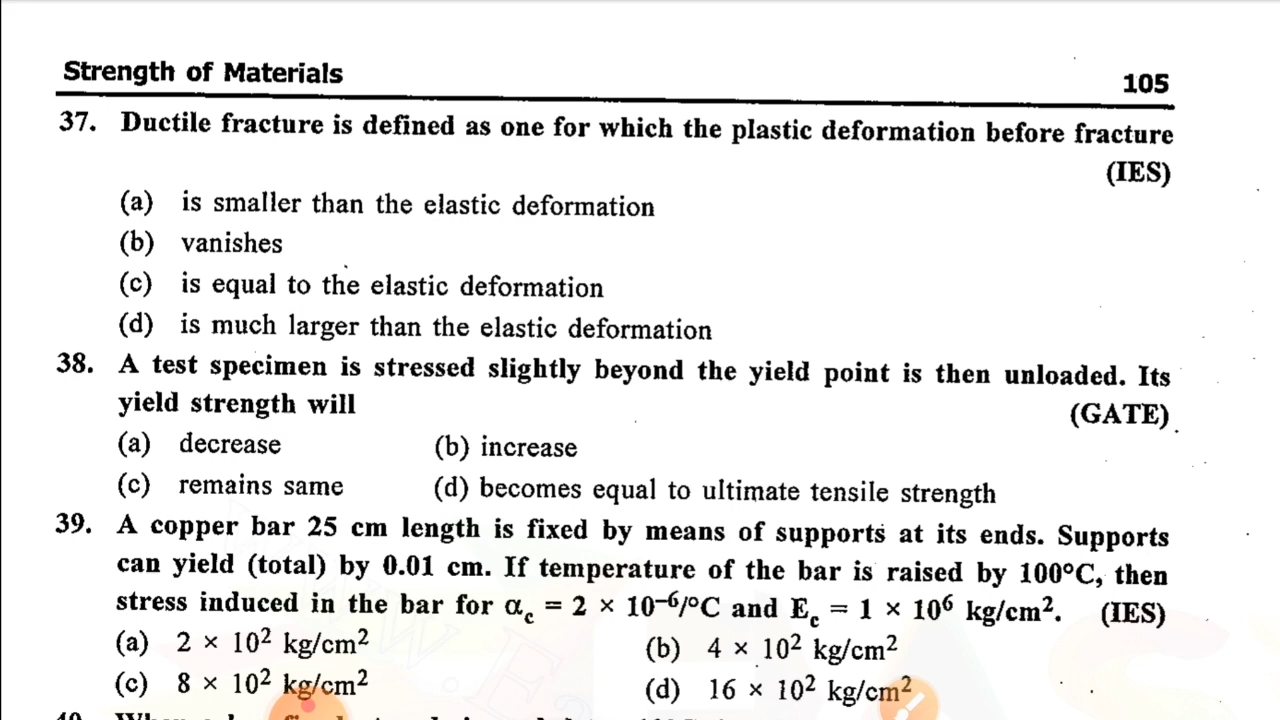 Strength of Materials
105
37. Ductile fracture is defined as one for which the plastic deformation before fracture
(IES)
(a) is smaller than the elastic deformation
(b) vanishes
(c) is equal to the elastic deformation
(d) is much larger than the elastic deformation
38. A test specimen is stressed slightly beyond the yield point is then unloaded. Its
yield strength will (GATE)
(a) decrease (b) increase
(c) remains same (d) becomes equal to ultimate tensile strength
39. A copper bar 25 cm length is fixed by means of supports at its ends. Supports
can yield (total) by 0.01 cm. If temperature of the bar is raised by 100°C, then
stress induced in the bar for α_c = 2 × 10⁻⁶/°C and E_c = 1 × 10⁶ kg/cm². (IES)
(a) 2 × 10² kg/cm² (b) 4 × 10² kg/cm²
(c) 8 × 10² kg/cm² (d) 16 × 10² kg/cm²